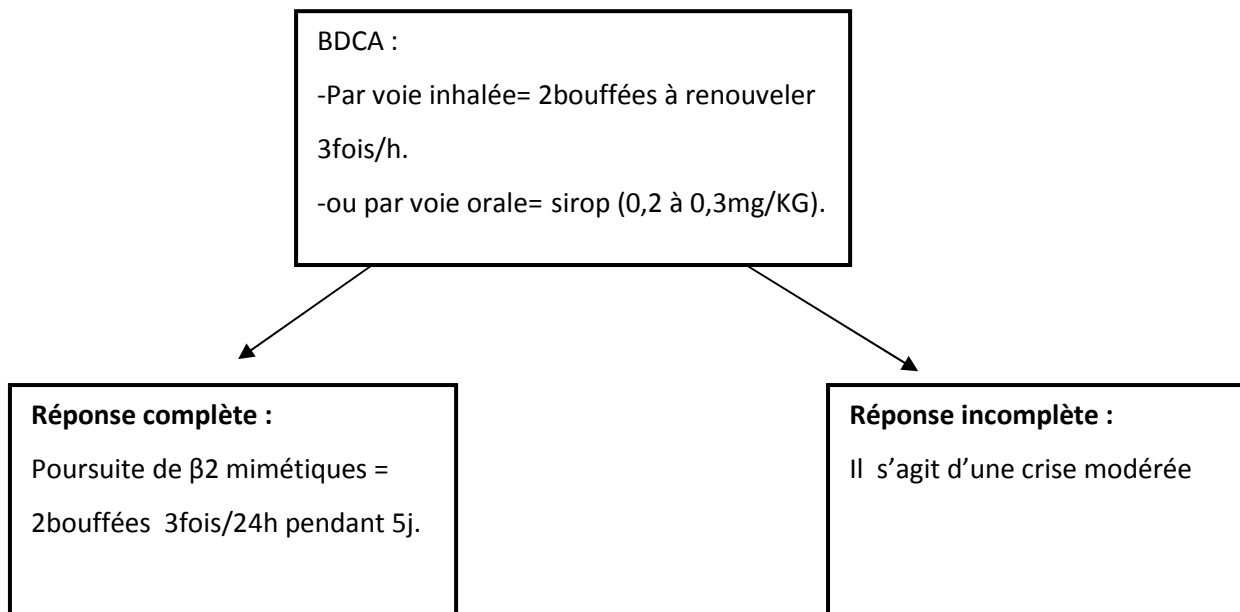 BDCA :
-Par voie inhalée= 2bouffées à renouveler
3fois/h.
-ou par voie orale= sirop (0,2 à 0,3mg/KG).
Réponse complète :
Poursuite de β2 mimétiques =
2bouffées 3fois/24h pendant 5j.
Réponse incomplète :
Il s’agit d’une crise modérée